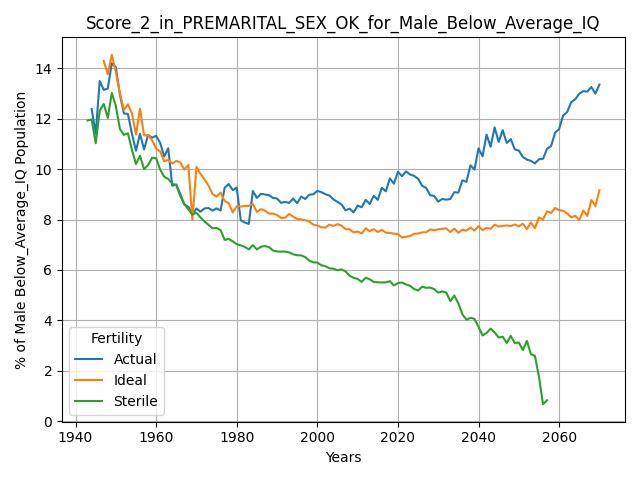 Score_2_in_PREMARITAL_SEX_OK_for_Male_Below_Average_IQ
% of Male Below_Average_IQ Population
14
12
10
8
6
4
2
0
Fertility
Actual
Ideal
Sterile
1940 1960 1980 2000 2020 2040 2060
Years